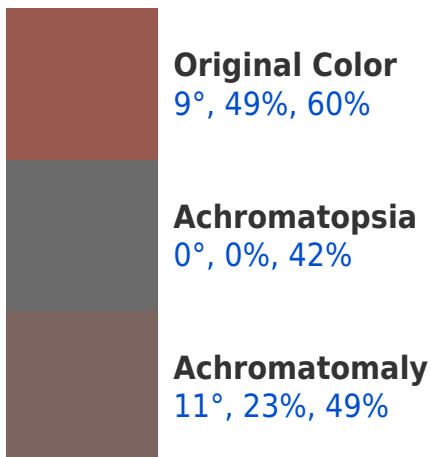 Original Color
9°, 49%, 60%
Achromatopsia
0°, 0%, 42%
Achromatomaly
11°, 23%, 49%